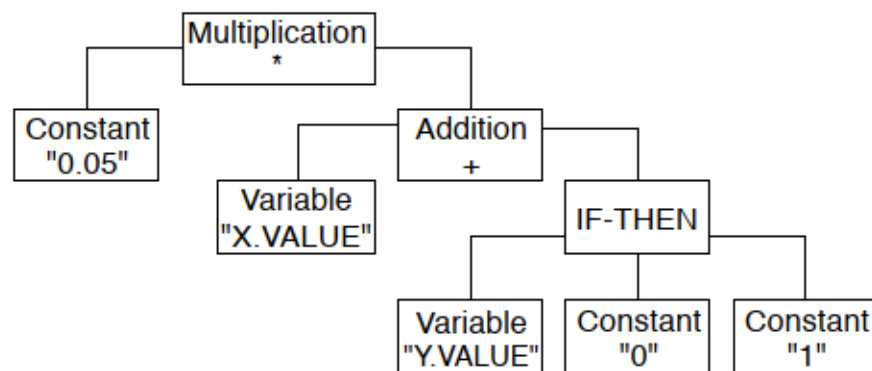 Multiplication
*
Constant
"0.05"
Addition
+
Variable
"X.VALUE"
IF-THEN
Variable
"Y.VALUE"
Constant
"0"
Constant
"1"